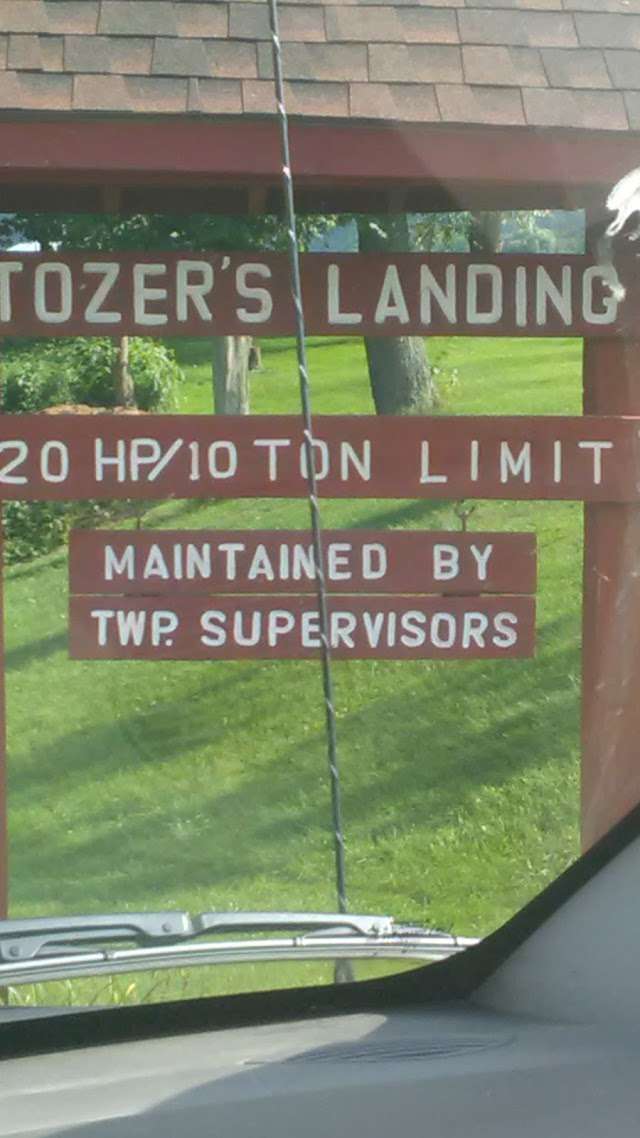 TOZER'S LANDING
20 HP/10 TON LIMIT
MAINTAINED BY
TWP. SUPERVISORS